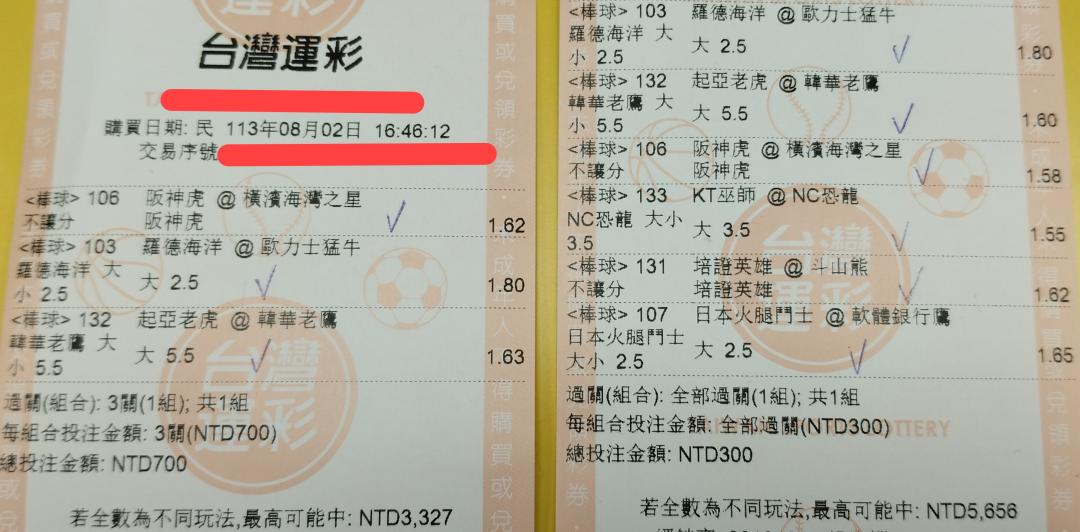 台灣運彩
購買日期: 民 113年08月02日 16:46:12
交易序號
<棒球> 106 阪神虎 @ 橫濱海灣之星
不讓分 阪神虎 1.62
<棒球> 103 羅德海洋 @ 歐力士猛牛
羅德海洋 大
小 2.5 大 2.5 1.80
<棒球> 132 起亞老虎 @ 韓華老鷹
韓華老鷹 大
小 5.5 大 5.5 1.63
過關(組合): 3關(1組); 共1組
每組合投注金額: 3關(NTD700)
總投注金額: NTD700
若全數為不同玩法,最高可能中: NTD3,327
<棒球> 103 羅德海洋 @ 歐力士猛牛
羅德海洋 大
小 2.5 大 2.5 1.80
<棒球> 132 起亞老虎 @ 韓華老鷹
韓華老鷹 大
小 5.5 大 5.5 1.60
<棒球> 106 阪神虎 @ 橫濱海灣之星
不讓分 阪神虎 1.58
<棒球> 133 KT巫師 @ NC恐龍
NC恐龍 大小
3.5 大 3.5 1.55
<棒球> 131 培證英雄 @ 斗山熊
不讓分 培證英雄 1.62
<棒球> 107 日本火腿鬥士 @ 軟體銀行鷹
日本火腿鬥士
大小 2.5 大 2.5 1.65
過關(組合): 全部過關(1組); 共1組
每組合投注金額: 全部過關(NTD300)
總投注金額: NTD300
若全數為不同玩法,最高可能中: NTD5,656